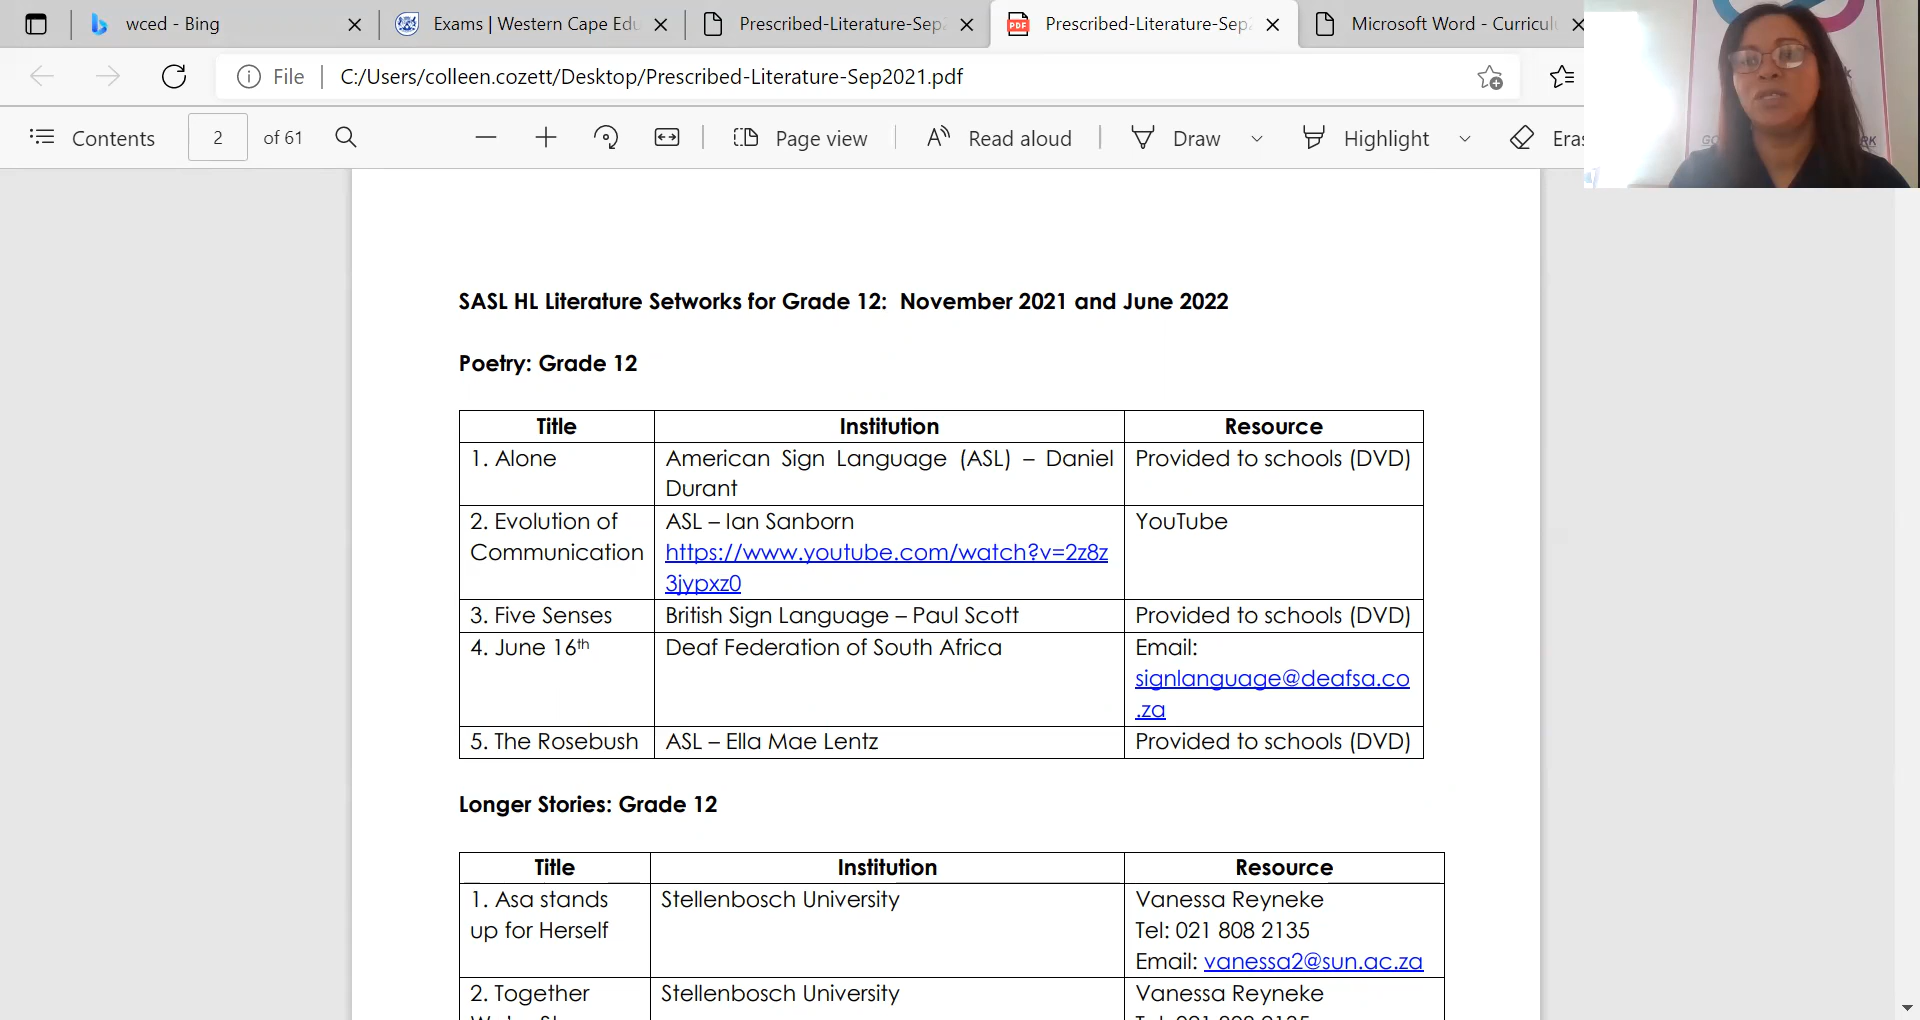 wced - Bing
Exams | Western Cape Edu
Prescribed-Literature-Sep2
Prescribed-Literature-Sep2
Microsoft Word - Curricul
File
C:/Users/colleen.cozett/Desktop/Prescribed-Literature-Sep2021.pdf
Contents
2
of 61
Page view
Read aloud
Draw
Highlight
Eras
SASL HL Literature Setworks for Grade 12: November 2021 and June 2022
Poetry: Grade 12
Title Institution Resource
1. Alone American Sign Language (ASL) – Daniel Provided to schools (DVD)
Durant
2. Evolution of ASL – Ian Sanborn YouTube
Communication https://www.youtube.com/watch?v=2z8z
3jypxz0
3. Five Senses British Sign Language – Paul Scott Provided to schools (DVD)
4. June 16th Deaf Federation of South Africa Email:
signlanguage@deafsa.co
.za
5. The Rosebush ASL – Ella Mae Lentz Provided to schools (DVD)
Longer Stories: Grade 12
Title Institution Resource
1. Asa stands Stellenbosch University Vanessa Reyneke
up for Herself Tel: 021 808 2135
Email: vanessa2@sun.ac.za
2. Together Stellenbosch University Vanessa Reyneke